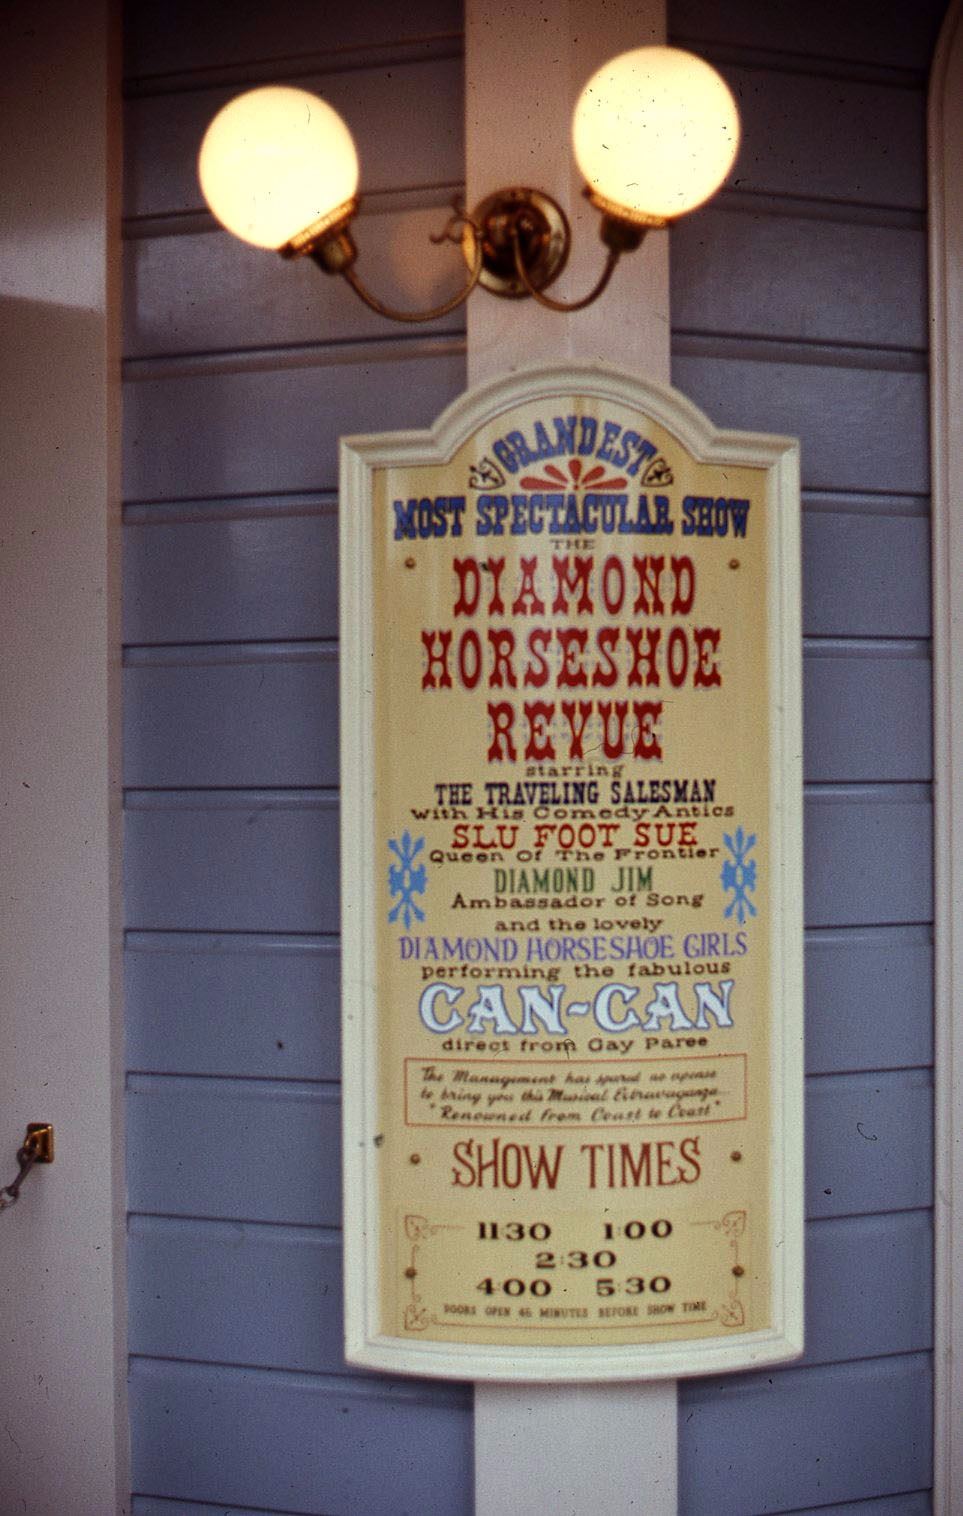 GRANDEST
MOST SPECTACULAR SHOW
THE
DIAMOND
HORSESHOE
REVUE
starring
THE TRAVELING SALESMAN
with His Comedy Antics
SLU FOOT SUE
Queen Of The Frontier
DIAMOND JIM
Ambassador of Song
and the lovely
DIAMOND HORSESHOE GIRLS
performing the fabulous
CAN-CAN
direct from Gay Paree
The Management has spared no expense
to bring you this Musical Extravaganza...
"Renowned from Coast to Coast"
SHOW TIMES
11:30 1:00
2:30
4:00 5:30
DOORS OPEN 45 MINUTES BEFORE SHOW TIME